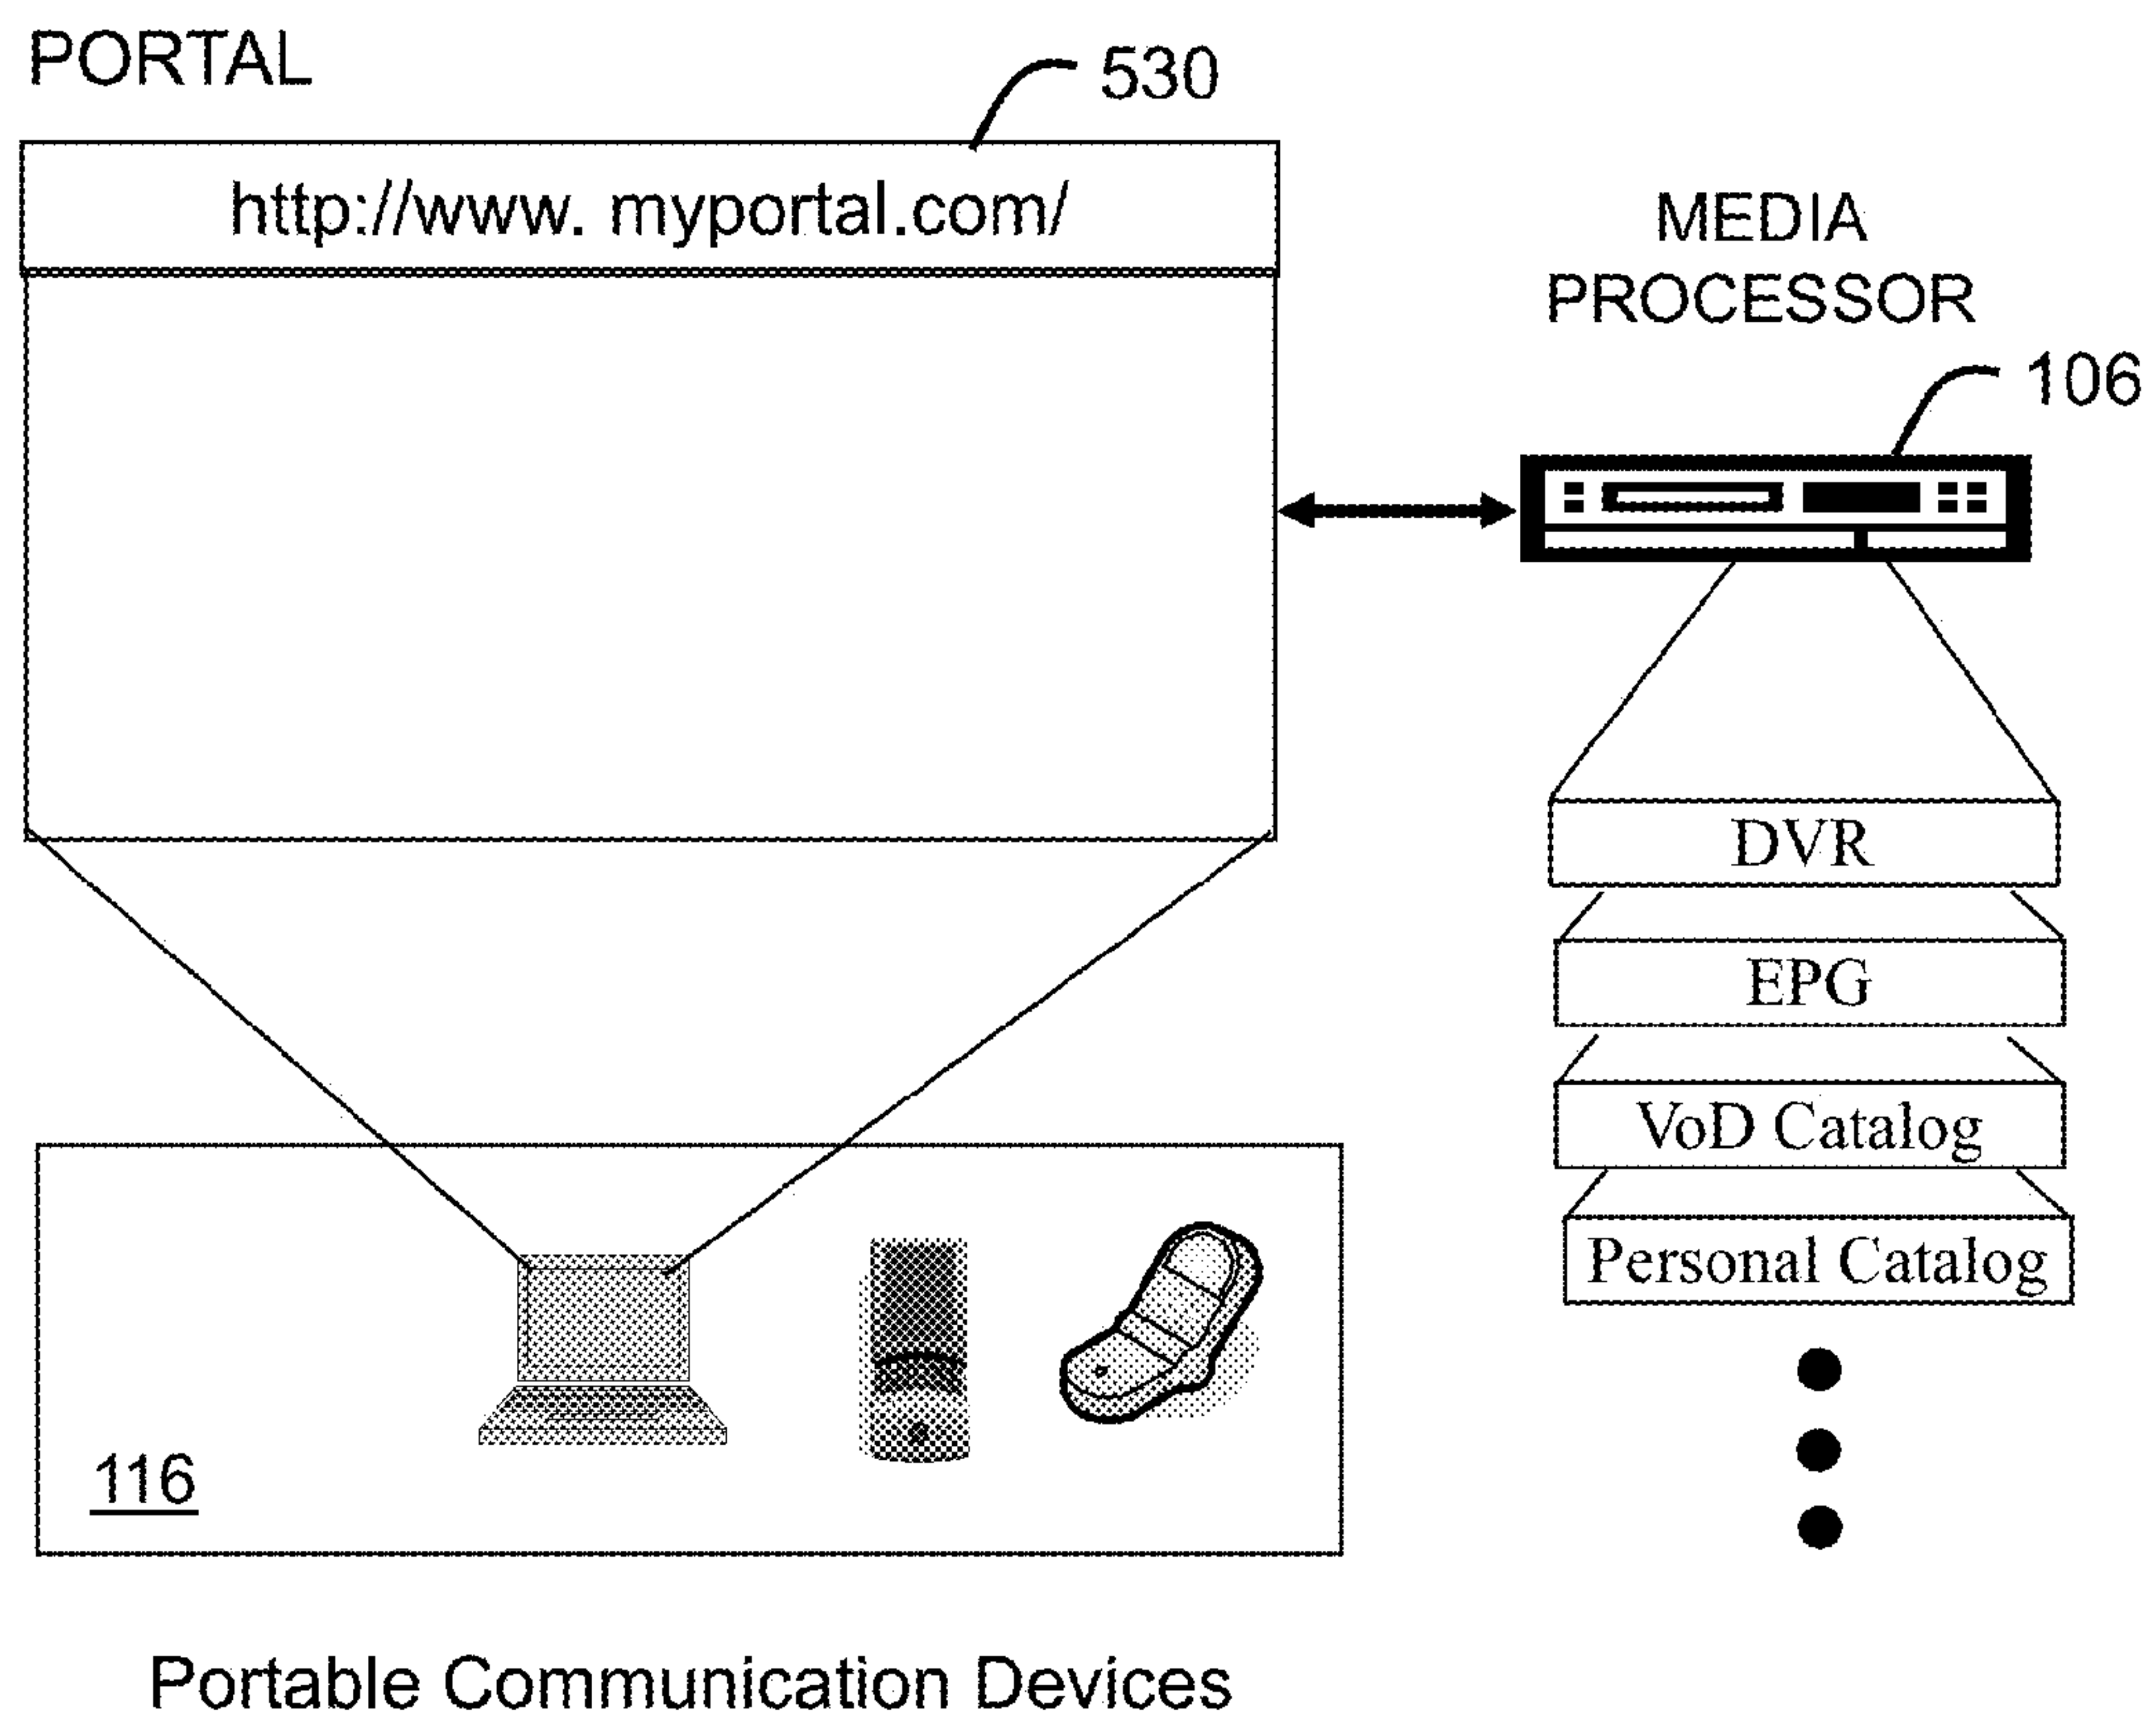 PORTAL
530
http://www. myportal.com/
MEDIA
PROCESSOR
106
DVR
EPG
VoD Catalog
Personal Catalog
116
Portable Communication Devices